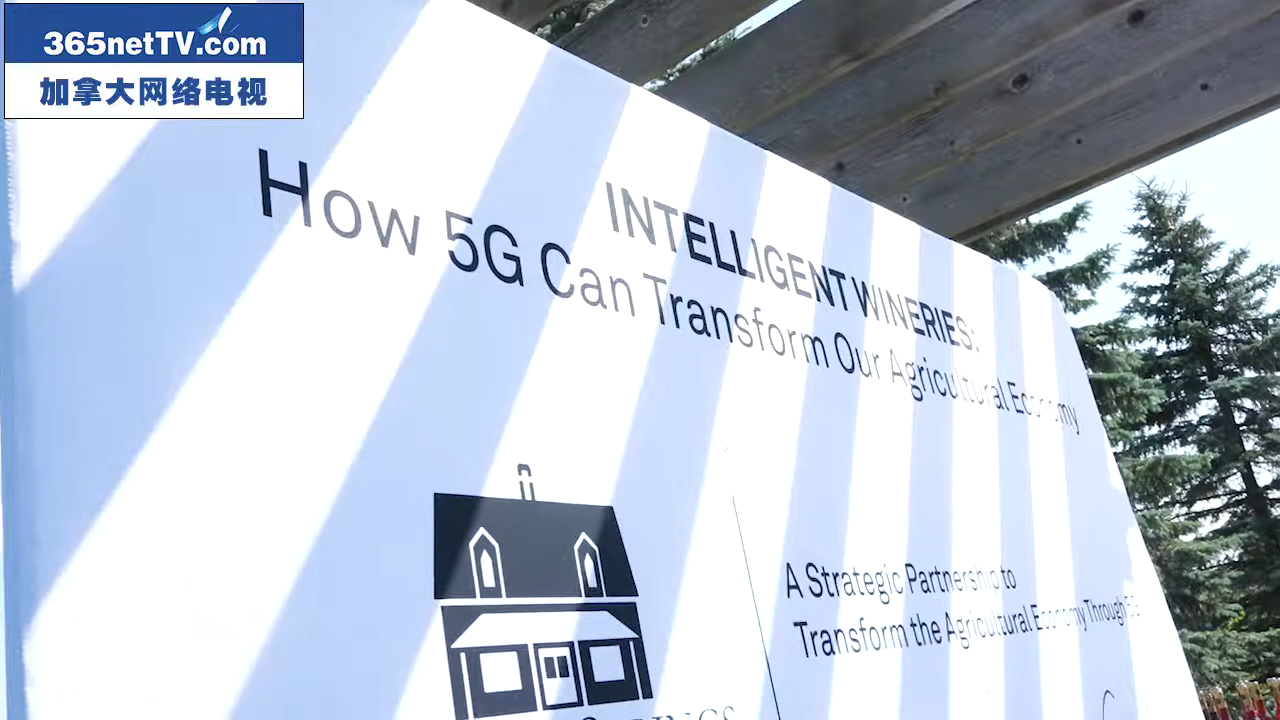 365netTV.com
加拿大网络电视
INTELLIGENT WINERIES:
How 5G Can Transform Our Agricultural Economy
A Strategic Partnership to
Transform the Agricultural Economy Through 5G